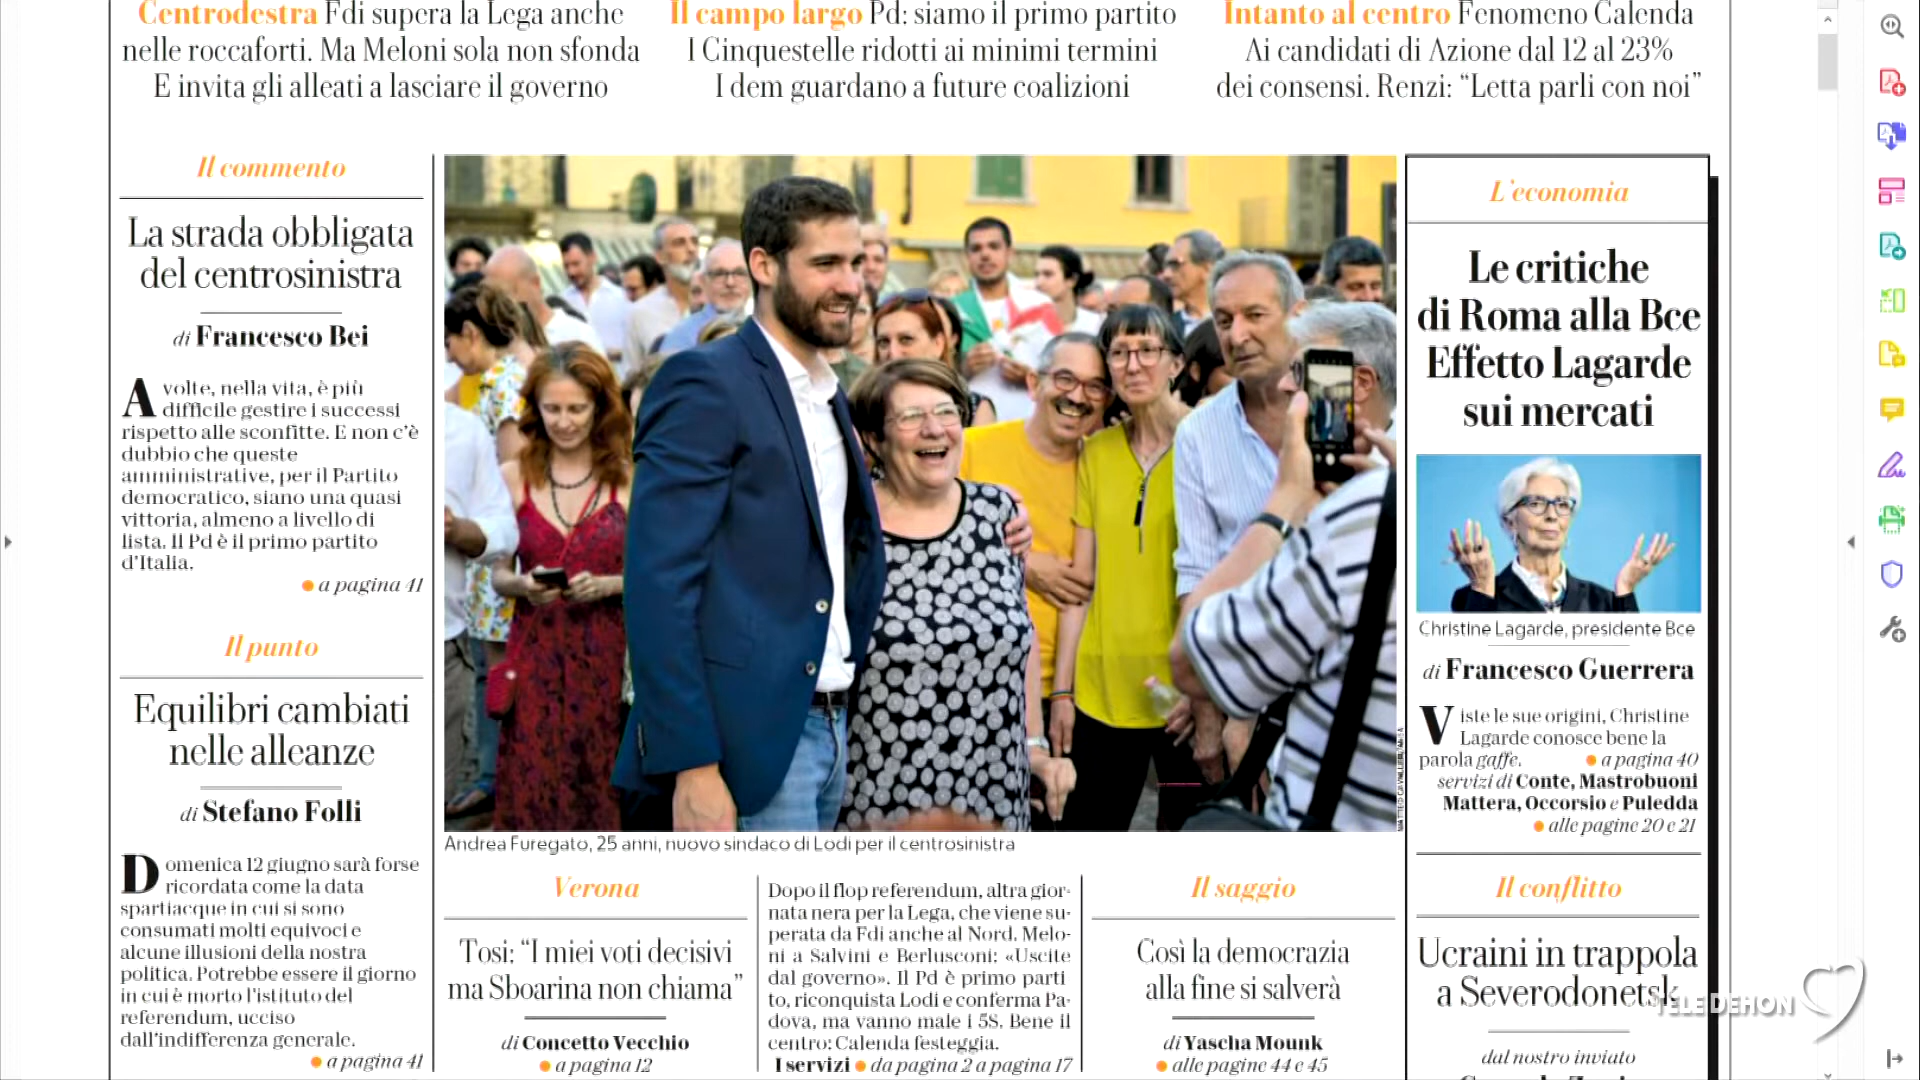 Centrodestra Fdi supera la Lega anche
nelle roccaforti. Ma Meloni sola non sfonda
E invita gli alleati a lasciare il governo
Il campo largo Pd: siamo il primo partito
I Cinquestelle ridotti ai minimi termini
I dem guardano a future coalizioni
Intanto al centro Fenomeno Calenda
Ai candidati di Azione dal 12 al 23%
dei consensi. Renzi: “Letta parli con noi”
Il commento
La strada obbligata
del centrosinistra
di Francesco Bei
A volte, nella vita, è più
difficile gestire i successi
rispetto alle sconfitte. E non c’è
dubbio che queste
amministrative, per il Partito
democratico, siano una quasi
vittoria, almeno a livello di
lista. Il Pd è il primo partito
d’Italia.
a pagina 41
Il punto
Equilibri cambiati
nelle alleanze
di Stefano Folli
Domenica 12 giugno sarà forse
ricordata come la data
spartiacque in cui si sono
consumati molti equivoci e
alcune illusioni della nostra
politica. Potrebbe essere il giorno
in cui è morto l’istituto del
referendum, ucciso
dall’indifferenza generale.
a pagina 41
Andrea Furegato, 25 anni, nuovo sindaco di Lodi per il centrosinistra
Verona
Tosi: “I miei voti decisivi
ma Sboarina non chiama”
di Concetto Vecchio
a pagina 12
Dopo il flop referendum, altra gior-
nata nera per la Lega, che viene su-
perata da Fdi anche al Nord. Melo-
ni a Salvini e Berlusconi: «Uscite
dal governo». Il Pd è primo parti
to, riconquista Lodi e conferma Pa-
dova, ma vanno male i 5S. Bene il
centro: Calenda festeggia.
I servizi da pagina 2 a pagina 17
Il saggio
Così la democrazia
alla fine si salverà
di Yascha Mounk
alle pagine 44 e 45
L’economia
Le critiche
di Roma alla Bce
Effetto Lagarde
sui mercati
Christine Lagarde, presidente Bce
di Francesco Guerrera
Viste le sue origini, Christine
Lagarde conosce bene la
parola gaffe. a pagina 40
servizi di Conte, Mastrobuoni
Mattera, Occorsio e Puledda
alle pagine 20 e 21
Il conflitto
Ucraini in trappola
a Severodonetsk
dal nostro inviato
TELE DEHON